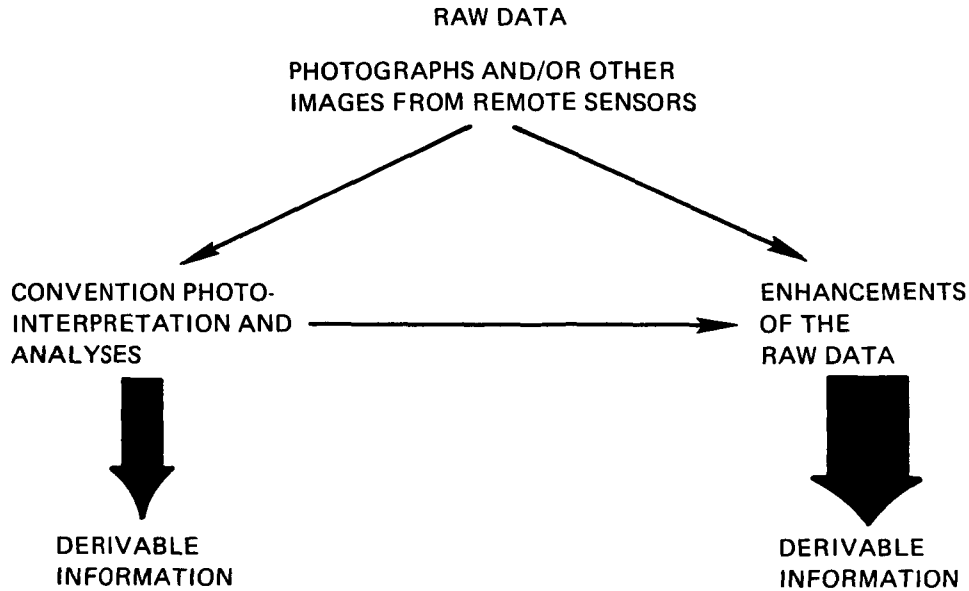 RAW DATA
PHOTOGRAPHS AND/OR OTHER
IMAGES FROM REMOTE SENSORS
CONVENTION PHOTO-
INTERPRETATION AND
ANALYSES
ENHANCEMENTS
OF THE
RAW DATA
DERIVABLE
INFORMATION
DERIVABLE
INFORMATION